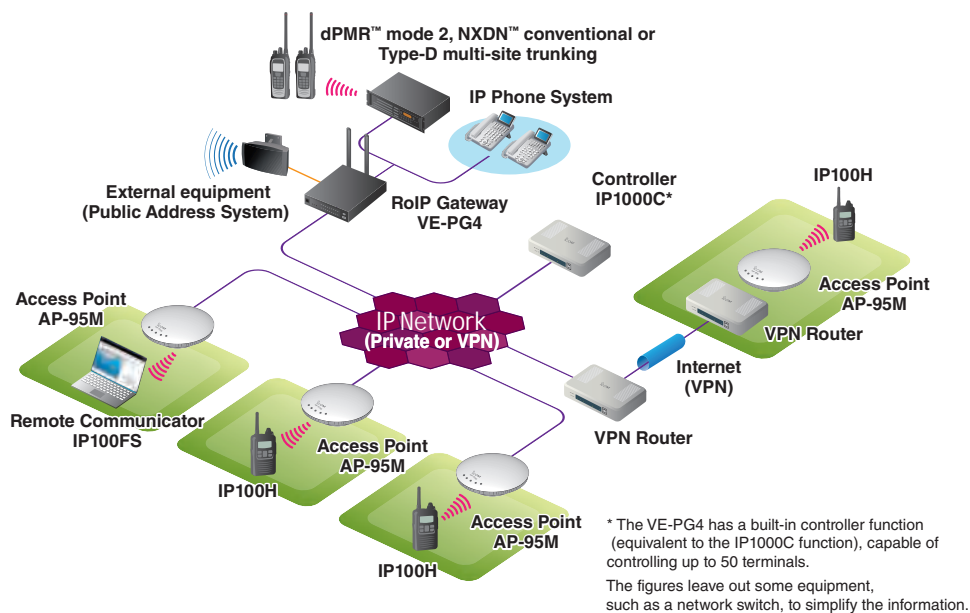 dPMR™ mode 2, NXDN™ conventional or
Type-D multi-site trunking
IP Phone System
External equipment
(Public Address System)
RoIP Gateway
VE-PG4
Controller
IP1000C*
IP100H
Access Point
AP-95M
VPN Router
Access Point
AP-95M
IP Network
(Private or VPN)
Internet
(VPN)
VPN Router
Remote Communicator
IP100FS
Access Point
AP-95M
IP100H
Access Point
AP-95M
IP100H
* The VE-PG4 has a built-in controller function
(equivalent to the IP1000C function), capable of
controlling up to 50 terminals.
The figures leave out some equipment,
such as a network switch, to simplify the information.